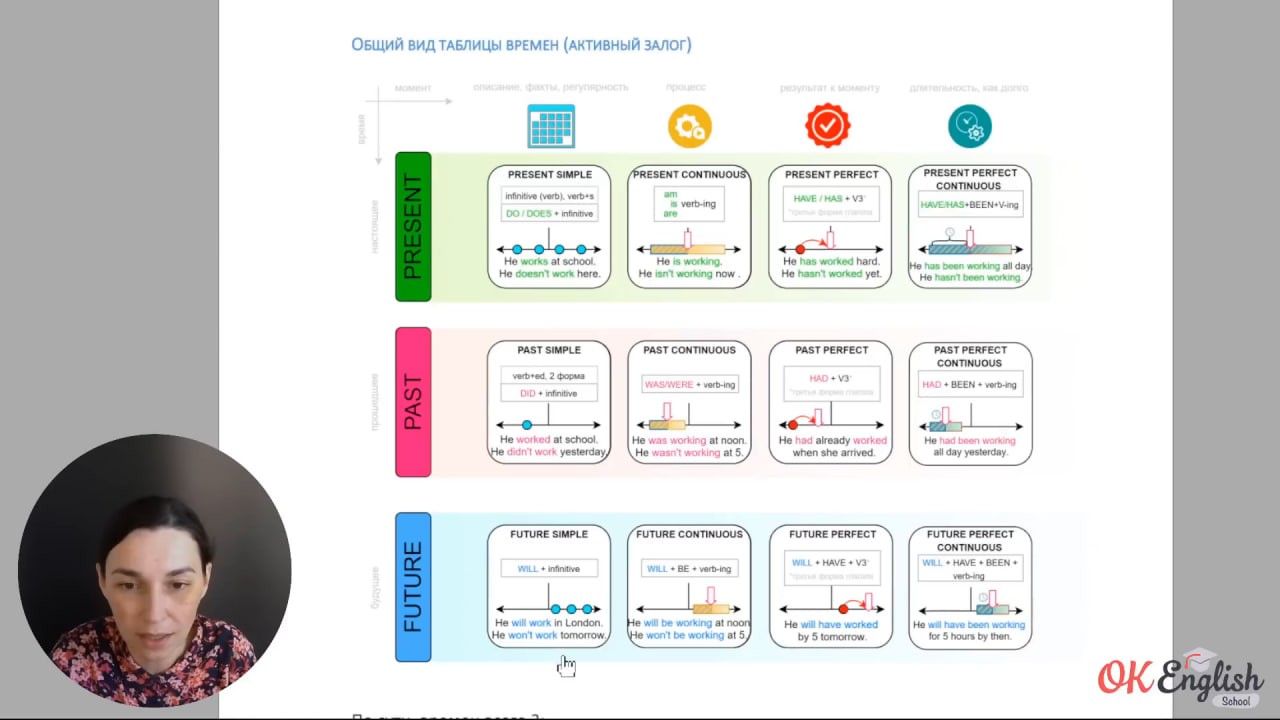 Общий вид таблицы времен (активный залог)
момент
описание, факты, регулярность
процесс
результат к моменту
длительность, как долго
время
настоящее
PRESENT
PRESENT SIMPLE
infinitive (verb), verb+s
DO / DOES + infinitive
He works at school.
He doesn't work here.
PRESENT CONTINUOUS
am
is verb-ing
are
He is working.
He isn't working now .
PRESENT PERFECT
HAVE / HAS + V3*
*третья форма глагола
He has worked hard.
He hasn't worked yet.
PRESENT PERFECT
CONTINUOUS
HAVE/HAS+BEEN+V-ing
He has been working all day.
He hasn't been working.
прошедшее
PAST
PAST SIMPLE
verb+ed, 2 форма
DID + infinitive
He worked at school.
He didn't work yesterday.
PAST CONTINUOUS
WAS/WERE + verb-ing
He was working at noon.
He wasn't working at 5.
PAST PERFECT
HAD + V3*
*третья форма глагола
He had already worked
when she arrived.
PAST PERFECT
CONTINUOUS
HAD + BEEN + verb-ing
He had been working
all day yesterday.
будущее
FUTURE
FUTURE SIMPLE
WILL + infinitive
He will work in London.
He won't work tomorrow.
FUTURE CONTINUOUS
WILL + BE + verb-ing
He will be working at noon
He won't be working at 5.
FUTURE PERFECT
WILL + HAVE + V3*
*третья форма глагола
He will have worked
by 5 tomorrow.
FUTURE PERFECT
CONTINUOUS
WILL + HAVE + BEEN +
verb-ing
He will have been working
for 5 hours by then.
OK English
School